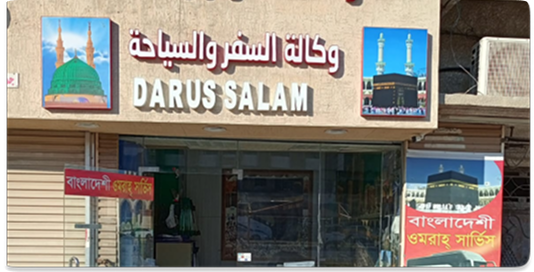 وكالة السفر والسياحة
DARUS SALAM
বাংলাদেশী ওমরাহ্ সার্ভিস
বাংলাদেশী
ওমরাহ্ সার্ভিস